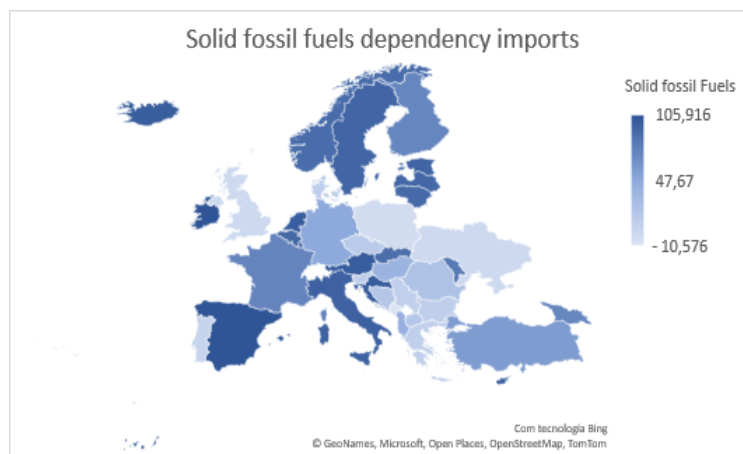 Solid fossil fuels dependency imports
Solid fossil Fuels
105,916
47,67
- 10,576
Com tecnologia Bing
© GeoNames, Microsoft, Open Places, OpenStreetMap, TomTom